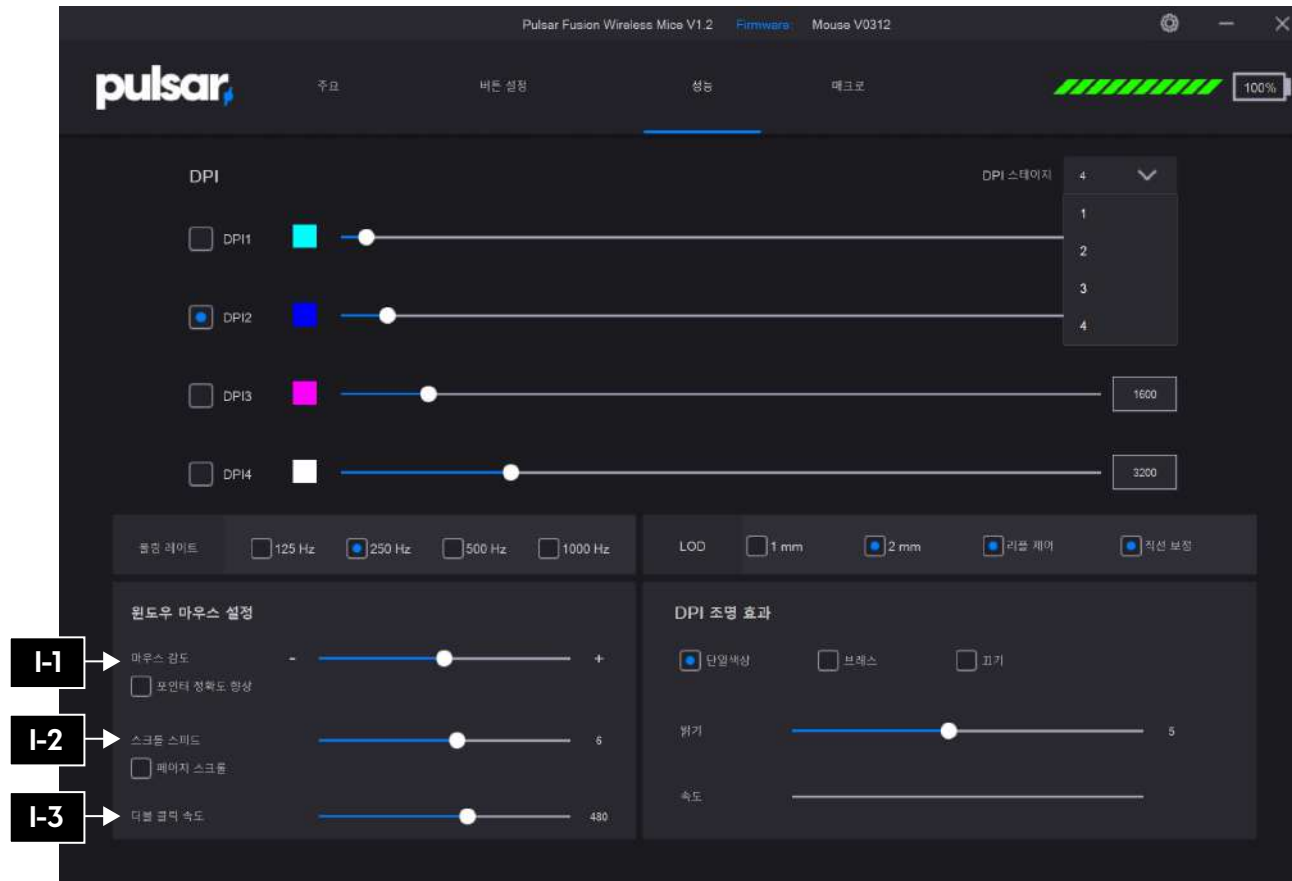 Pulsar Fusion Wireless Mice V1.2 Firmware: Mouse V0312
pulsar
주요 버튼 설정 성능 매크로 100%
DPI DPI 스테이지 4
1
DPI1
2
3
DPI2
4
DPI3 1600
DPI4 3200
폴링 레이트 125 Hz 250 Hz 500 Hz 1000 Hz LOD 1 mm 2 mm 리플 제어 직선 보정
윈도우 마우스 설정 DPI 조명 효과
I-1 마우스 감도 - + 단일색상 브레스 끄기
포인터 정확도 향상
I-2 스크롤 스피드 6 밝기 5
페이지 스크롤
속도
I-3 더블 클릭 속도 480